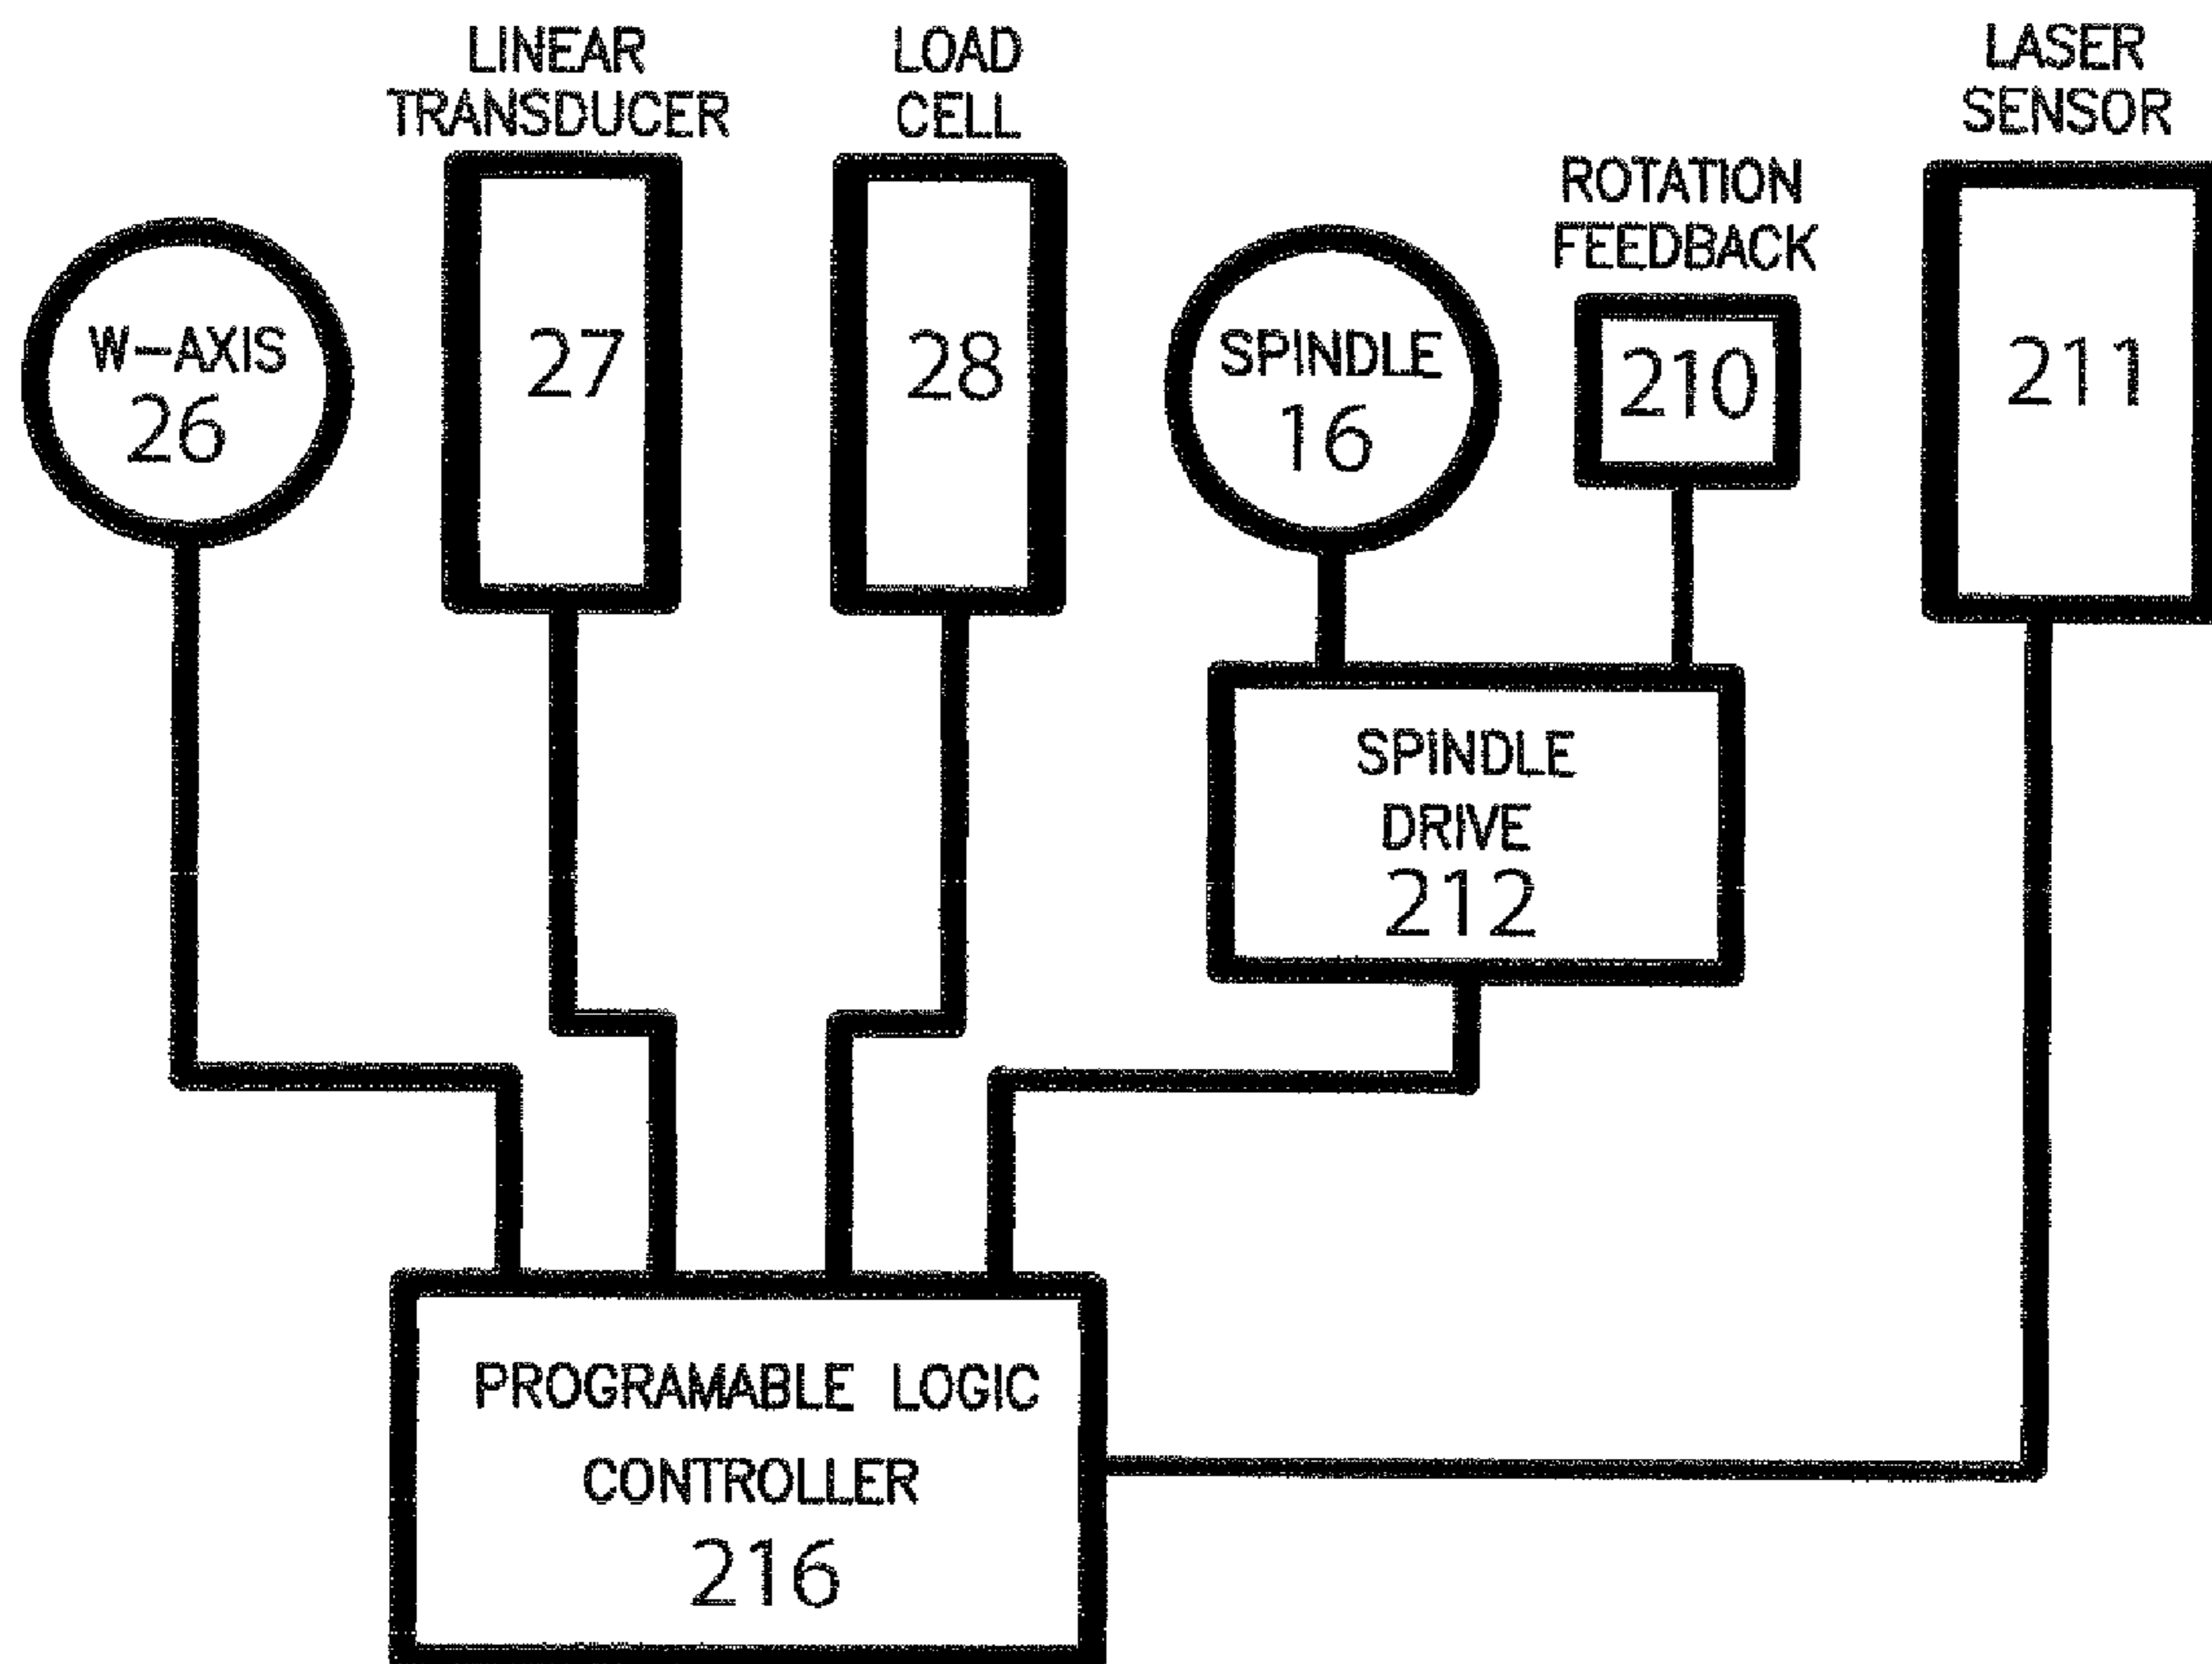 LINEAR
TRANSDUCER
LOAD
CELL
LASER
SENSOR
ROTATION
FEEDBACK
W-AXIS
26
27
28
SPINDLE
16
210
211
SPINDLE
DRIVE
212
PROGRAMABLE LOGIC
CONTROLLER
216